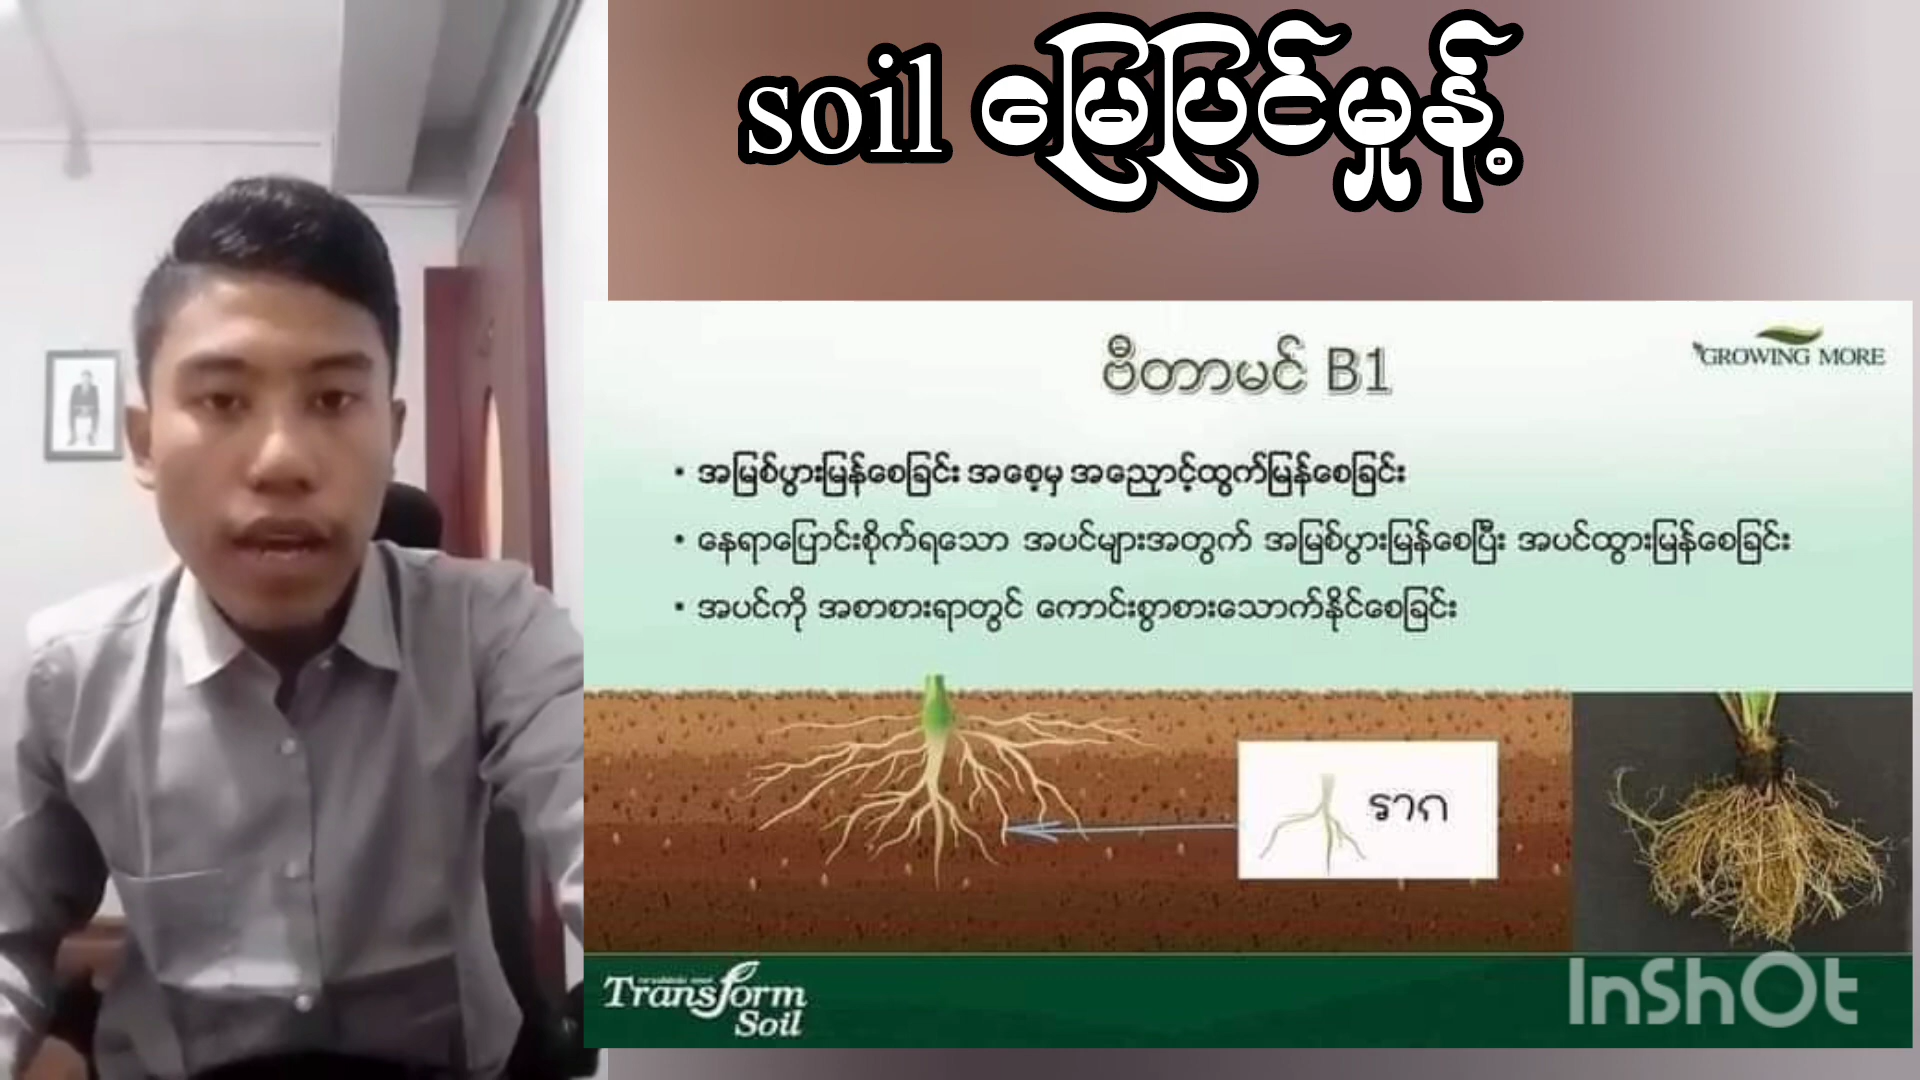 soil မြေပြင်မှုန့်
ဗီတာမင် B1
GROWING MORE
• အမြစ်ပွားမြန်စေခြင်း အစေ့မှ အညှောင့်ထွက်မြန်စေခြင်း
• နေရာပြောင်းစိုက်ရသော အပင်များအတွက် အမြစ်ပွားမြန်စေပြီး အပင်ထွားမြန်စေခြင်း
• အပင်ကို အစာစားရာတွင် ကောင်းစွာစားသောက်နိုင်စေခြင်း
ราก
Transform
Soil
InShOt